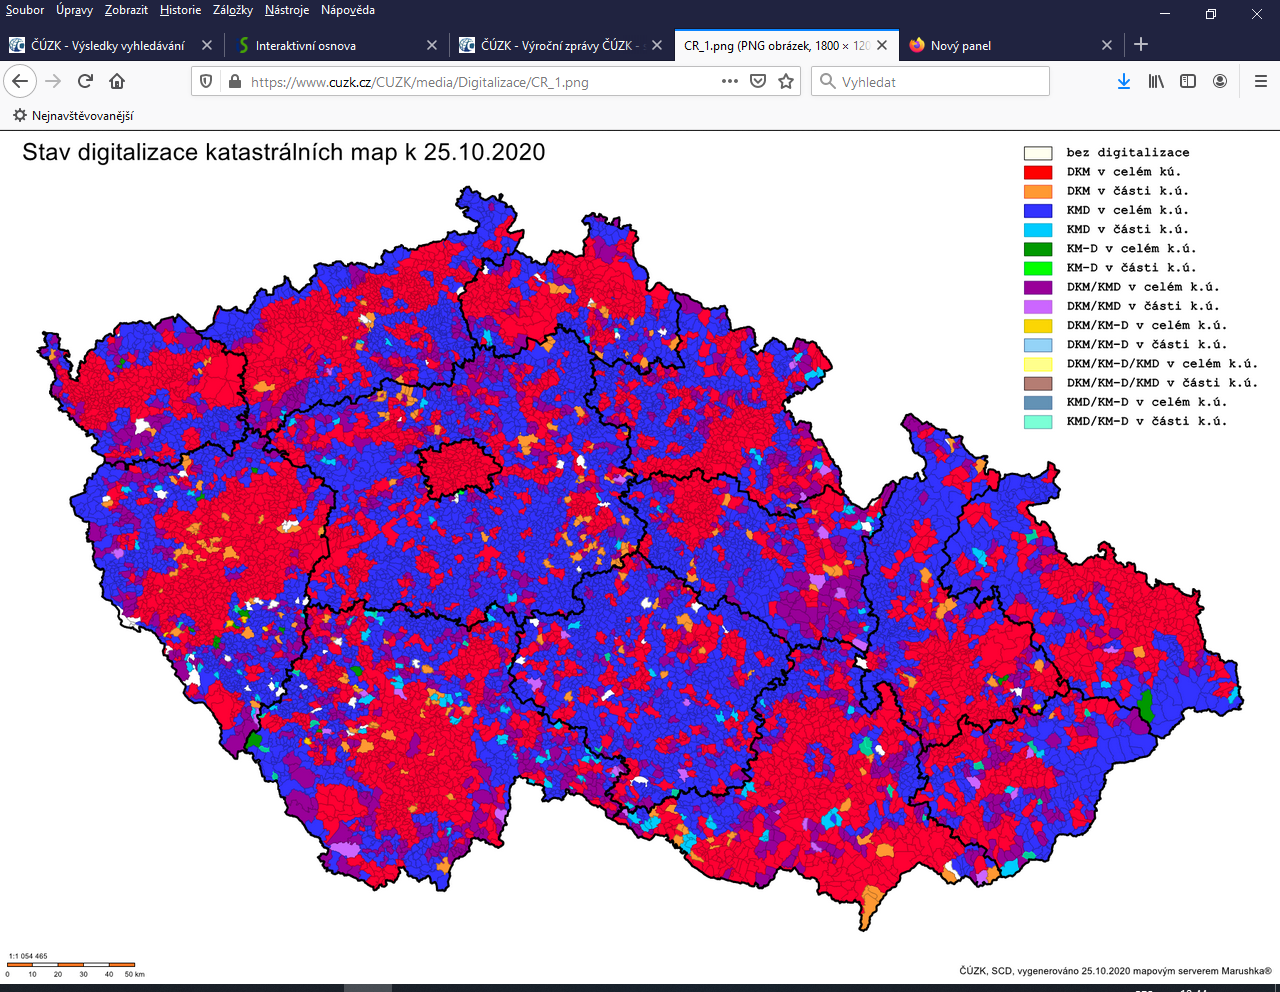 Soubor Úpravy Zobrazit Historie Záložky Nástroje Nápověda
ČÚZK - Výsledky vyhledávání
Interaktivní osnova
ČÚZK - Výroční zprávy ČÚZK -
CR_1.png (PNG obrázek, 1800 × 120
Nový panel
https://www.cuzk.cz/CUZK/media/Digitalizace/CR_1.png
Vyhledat
Nejnavštěvovanější
Stav digitalizace katastrálních map k 25.10.2020
bez digitalizace
DKM v celém kú.
DKM v části k.ú.
KMD v celém k.ú.
KMD v části k.ú.
KM-D v celém k.ú.
KM-D v části k.ú.
DKM/KMD v celém k.ú.
DKM/KMD v části k.ú.
DKM/KM-D v celém k.ú.
DKM/KM-D v části k.ú.
DKM/KM-D/KMD v celém k.ú.
DKM/KM-D/KMD v části k.ú.
KMD/KM-D v celém k.ú.
KMD/KM-D v části k.ú.
1:1 054 465
0 10 20 30 40 50 km
ČÚZK, SCD, vygenerováno 25.10.2020 mapovým serverem Marushka®